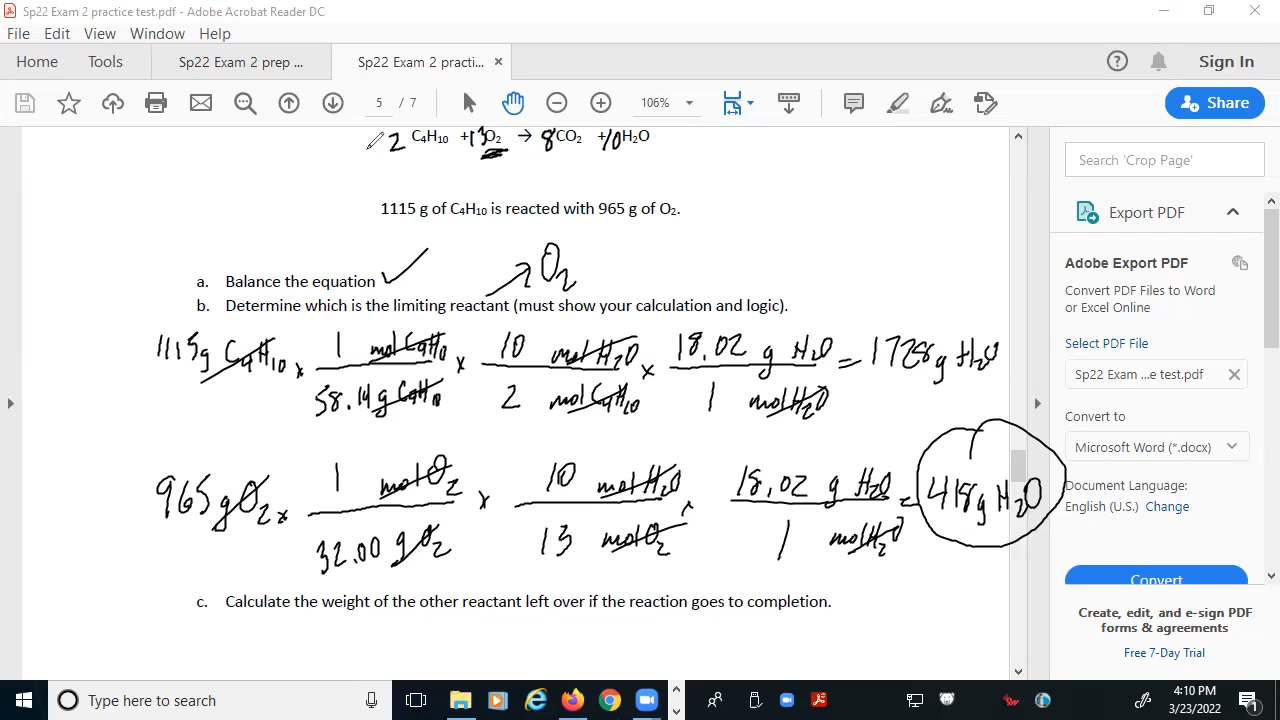 Sp22 Exam 2 practice test.pdf - Adobe Acrobat Reader DC
File Edit View Window Help
Home Tools Sp22 Exam 2 prep ... Sp22 Exam 2 practi... × Sign In
5 / 7 106% Share
2 C₄H₁₀ +13O₂ → 8CO₂ +10H₂O
1115 g of C₄H₁₀ is reacted with 965 g of O₂.
O₂
a. Balance the equation ✓
b. Determine which is the limiting reactant (must show your calculation and logic).
1115g C₄H₁₀ × 1 mol C₄H₁₀ × 10 mol H₂O × 18.02 g H₂O = 1728g H₂O
58.14 g C₄H₁₀ 2 mol C₄H₁₀ 1 mol H₂O
965 g O₂ × 1 mol O₂ × 10 mol H₂O × 18.02 g H₂O = 418g H₂O
32.00 g O₂ 13 mol O₂ 1 mol H₂O
c. Calculate the weight of the other reactant left over if the reaction goes to completion.
Search 'Crop Page'
Export PDF
Adobe Export PDF
Convert PDF Files to Word
or Excel Online
Select PDF File
Sp22 Exam ...e test.pdf ×
Convert to
Microsoft Word (*.docx)
Document Language:
English (U.S.) Change
Convert
Create, edit, and e-sign PDF
forms & agreements
Free 7-Day Trial
Type here to search
4:10 PM
3/23/2022
1